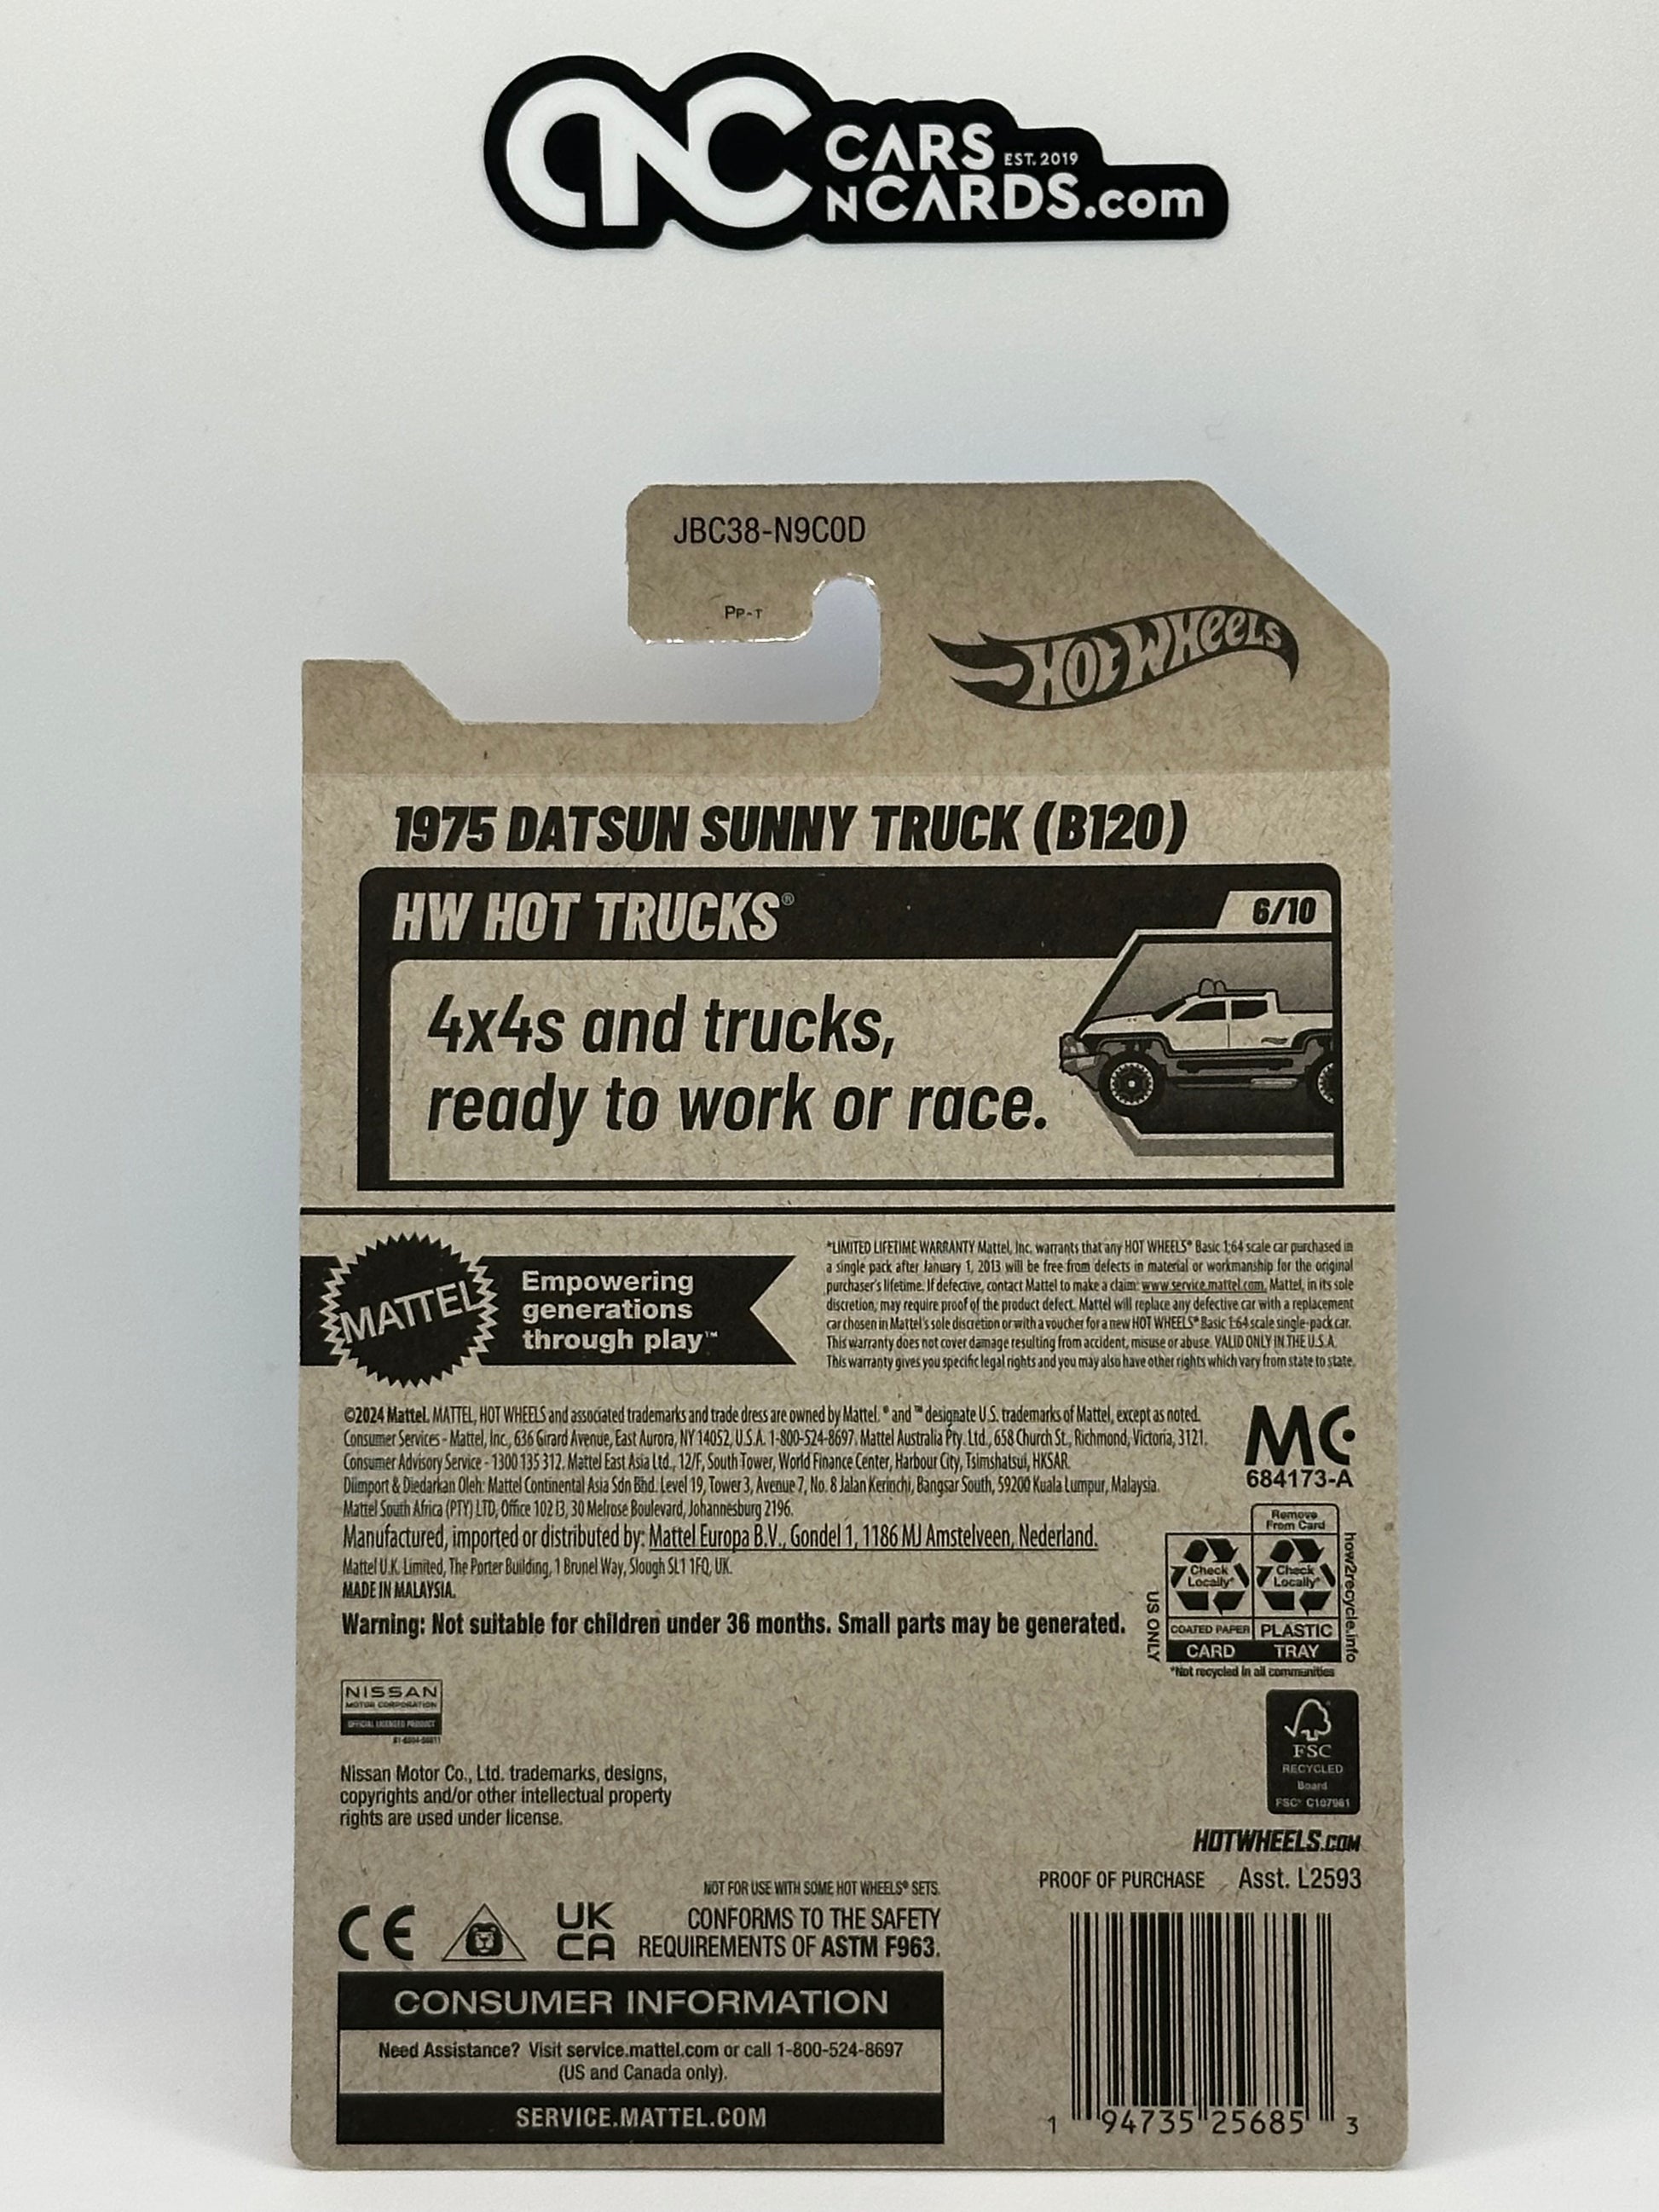 CNC CARS EST. 2019
NCARDS.com
JBC38-N9C0D
PP-T
HOT WHEELS
1975 DATSUN SUNNY TRUCK (B120)
HW HOT TRUCKS®
6/10
4x4s and trucks,
ready to work or race.
MATTEL
Empowering
generations
through play™
*LIMITED LIFETIME WARRANTY Mattel, Inc. warrants that any HOT WHEELS® Basic 1:64 scale car purchased in
a single pack after January 1, 2013 will be free from defects in material or workmanship for the original
purchaser's lifetime. If defective, contact Mattel to make a claim: www.service.mattel.com. Mattel, in its sole
discretion, may require proof of the product defect. Mattel will replace any defective car with a replacement
car chosen in Mattel's sole discretion or with a voucher for a new HOT WHEELS® Basic 1:64 scale single-pack car.
This warranty does not cover damage resulting from accident, misuse or abuse. VALID ONLY IN THE U.S.A.
This warranty gives you specific legal rights and you may also have other rights which vary from state to state.
©2024 Mattel. MATTEL, HOT WHEELS and associated trademarks and trade dress are owned by Mattel. ® and ™ designate U.S. trademarks of Mattel, except as noted.
Consumer Services - Mattel, Inc., 636 Girard Avenue, East Aurora, NY 14052, U.S.A. 1-800-524-8697. Mattel Australia Pty. Ltd., 658 Church St., Richmond, Victoria, 3121.
Consumer Advisory Service - 1300 135 312. Mattel East Asia Ltd., 12/F, South Tower, World Finance Center, Harbour City, Tsimshatsui, HKSAR.
Diimport & Diedarkan Oleh: Mattel Continental Asia Sdn Bhd. Level 19, Tower 3, Avenue 7, No. 8 Jalan Kerinchi, Bangsar South, 59200 Kuala Lumpur, Malaysia.
Mattel South Africa (PTY) LTD, Office 102 I3, 30 Melrose Boulevard, Johannesburg 2196.
Manufactured, imported or distributed by: Mattel Europa B.V., Gondel 1, 1186 MJ Amstelveen, Nederland.
Mattel U.K. Limited, The Porter Building, 1 Brunel Way, Slough SL1 1FQ, UK.
MADE IN MALAYSIA.
Warning: Not suitable for children under 36 months. Small parts may be generated.
MC
684173-A
Remove
From Card
Check
Locally*
Check
Locally*
COATED PAPER
PLASTIC
CARD
TRAY
US ONLY
how2recycle.info
*Not recycled in all communities
NISSAN
MOTOR CORPORATION
OFFICIAL LICENSED PRODUCT
Nissan Motor Co., Ltd. trademarks, designs,
copyrights and/or other intellectual property
rights are used under license.
FSC
RECYCLED
Board
FSC® C107961
HOTWHEELS.COM
PROOF OF PURCHASE Asst. L2593
NOT FOR USE WITH SOME HOT WHEELS® SETS.
CE
UK
CA
CONFORMS TO THE SAFETY
REQUIREMENTS OF ASTM F963.
CONSUMER INFORMATION
Need Assistance? Visit service.mattel.com or call 1-800-524-8697
(US and Canada only).
SERVICE.MATTEL.COM
1 94735 25685 3